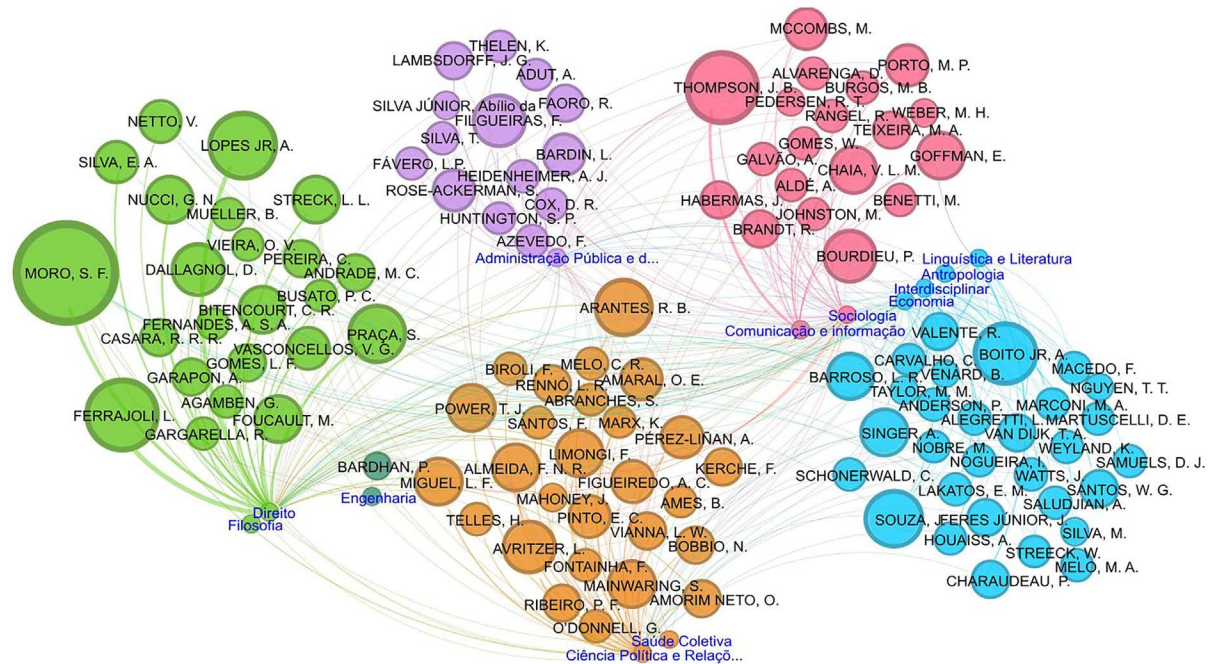 NETTO, V.
LOPES JR, A.
SILVA, E. A.
NUCCI, G. N.
STRECK, L. L.
MUELLER, B.
VIEIRA, O. V.
PEREIRA, C.
MORO, S. F.
DALLAGNOL, D.
ANDRADE, M. C.
BUSATO, P. C.
BITENCOURT, C. R.
FERNANDES, A. S. A.
CASARA, R. R. R.
PRAÇA, S.
VASCONCELLOS, V. G.
GOMES, L. F.
GARAPON, A.
AGAMBEN, G.
FERRAJOLI, L.
FOUCAULT, M.
GARGARELLA, R.
Direito
Filosofia
BARDHAN, P.
Engenharia
THELEN, K.
LAMBSDORFF, J. G.
ADUT, A.
SILVA JÚNIOR, Abílio da
FAORO, R.
FILGUEIRAS, F.
SILVA, T.
BARDIN, L.
FÁVERO, L.P.
HEIDENHEIMER, A. J.
ROSE-ACKERMAN, S.
COX, D. R.
HUNTINGTON, S. P.
AZEVEDO, F.
Administração Pública e d...
MCCOMBS, M.
THOMPSON, J. B.
ALVARENGA, D.
PORTO, M. P.
BURGOS, M. B.
PEDERSEN, R. T.
WEBER, M. H.
RANGEL, R.
TEIXEIRA, M. A.
GOMES, W.
GALVÃO, A.
CHAIA, V. L. M.
GOFFMAN, E.
ALDÉ, A.
HABERMAS, J.
BENETTI, M.
JOHNSTON, M.
BRANDT, R.
BOURDIEU, P.
Linguística e Literatura
Antropologia
Interdisciplinar
Economia
Sociologia
Comunicação e informação
ARANTES, R. B.
BIROLI, F.
MELO, C. R.
RENNÓ, L. R.
AMARAL, O. E.
ABRANCHES, S.
POWER, T. J.
SANTOS, F.
MARX, K.
PÉREZ-LIÑAN, A.
LIMONGI, F.
MIGUEL, L. F.
ALMEIDA, F. N. R.
KERCHE, F.
FIGUEIREDO, A. C.
MAHONEY, J.
AMES, B.
TELLES, H.
PINTO, E. C.
VIANNA, L. W.
AVRITZER, L.
BOBBIO, N.
FONTAINHA, F.
MAINWARING, S.
RIBEIRO, P. F.
AMORIM NETO, O.
O'DONNELL, G.
Saúde Coletiva
Ciência Política e Relaçõ...
VALENTE, R.
BOITO JR, A.
CARVALHO, C.
MACEDO, F.
BARROSO, L. R.
VENARD, B.
NGUYEN, T. T.
TAYLOR, M. M.
ANDERSON, P.
MARCONI, M. A.
ALEGRETTI, L.
MARTUSCELLI, D. E.
SINGER, A.
VAN DIJK, T. A.
NOBRE, M.
WEYLAND, K.
NOGUEIRA, I.
SAMUELS, D. J.
SCHONERWALD, C.
WATTS, J.
LAKATOS, E. M.
SANTOS, W. G.
SALUDJIAN, A.
SOUZA, J.
FERES JÚNIOR, J.
SILVA, M.
HOUAISS, A.
STREECK, W.
MELO, M. A.
CHARAUDEAU, P.